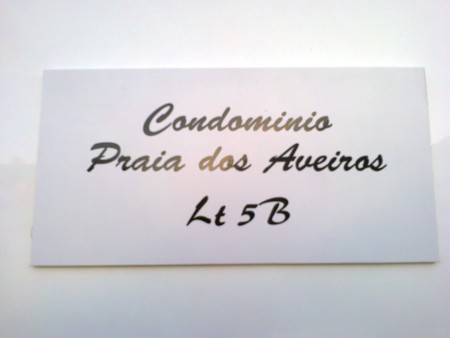 Condominio
Praia dos Aveiros
Lt 5B